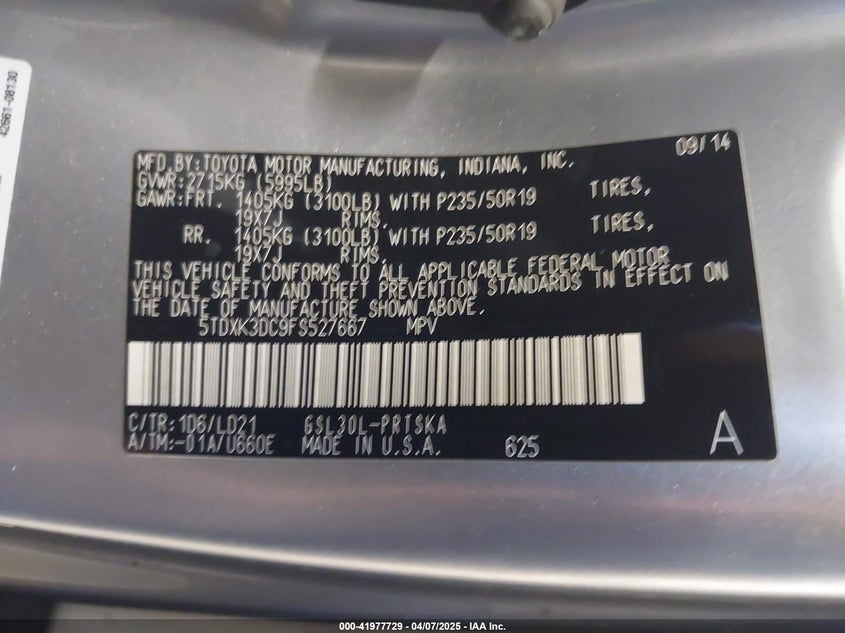 42661-08130
09/14
MFD.BY:TOYOTA MOTOR MANUFACTURING, INDIANA, INC.
GVWR:2715KG (5995LB)
GAWR:FRT. 1405KG (3100LB) WITH P235/50R19 TIRES,
19X7J RIMS,
RR. 1405KG (3100LB) WITH P235/50R19 TIRES,
19X7J RIMS.
THIS VEHICLE CONFORMS TO ALL APPLICABLE FEDERAL MOTOR
VEHICLE SAFETY AND THEFT PREVENTION STANDARDS IN EFFECT ON
THE DATE OF MANUFACTURE SHOWN ABOVE.
5TDXK3DC9FS527667 MPV
C/TR:1D6/LD21 GSL30L-PRTSKA
A/TM:-01A/U660E MADE IN U.S.A. 625
A
000-41977729 - 04/07/2025 - IAA Inc.